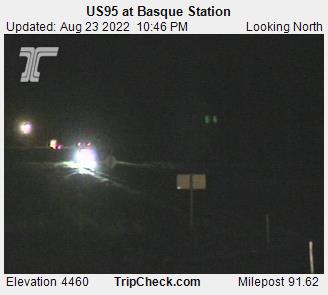 US95 at Basque Station
Updated: Aug 23 2022 10:46 PM Looking North
Elevation 4460 TripCheck.com Milepost 91.62